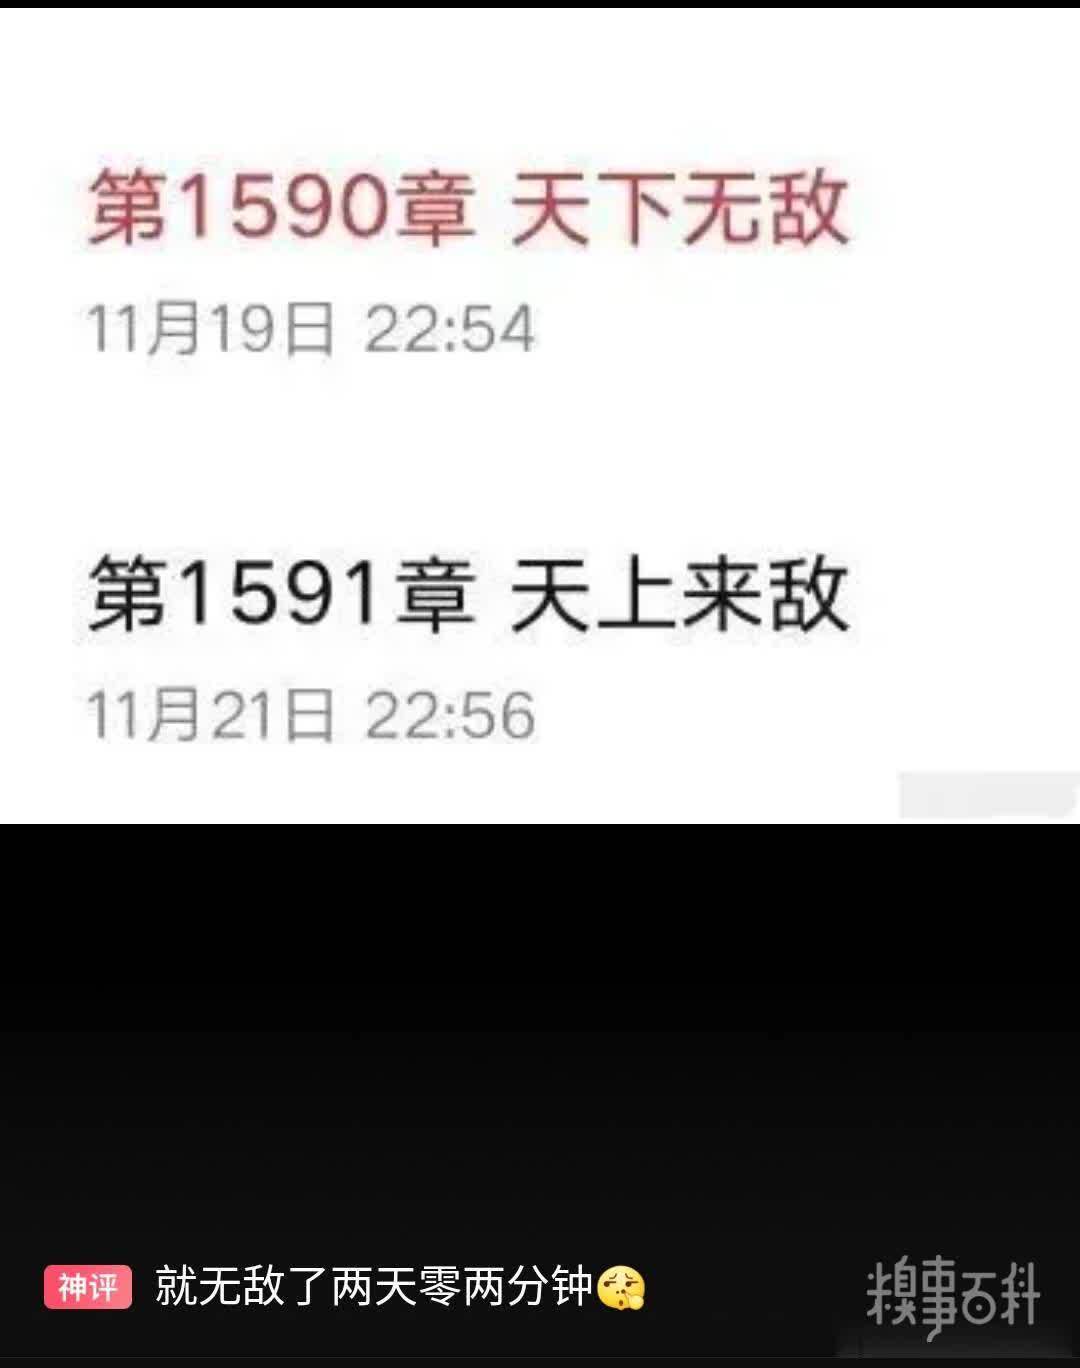 第1590章 天下无敌
11月19日 22:54
第1591章 天上来敌
11月21日 22:56
神评 就无敌了两天零两分钟
糗事百科